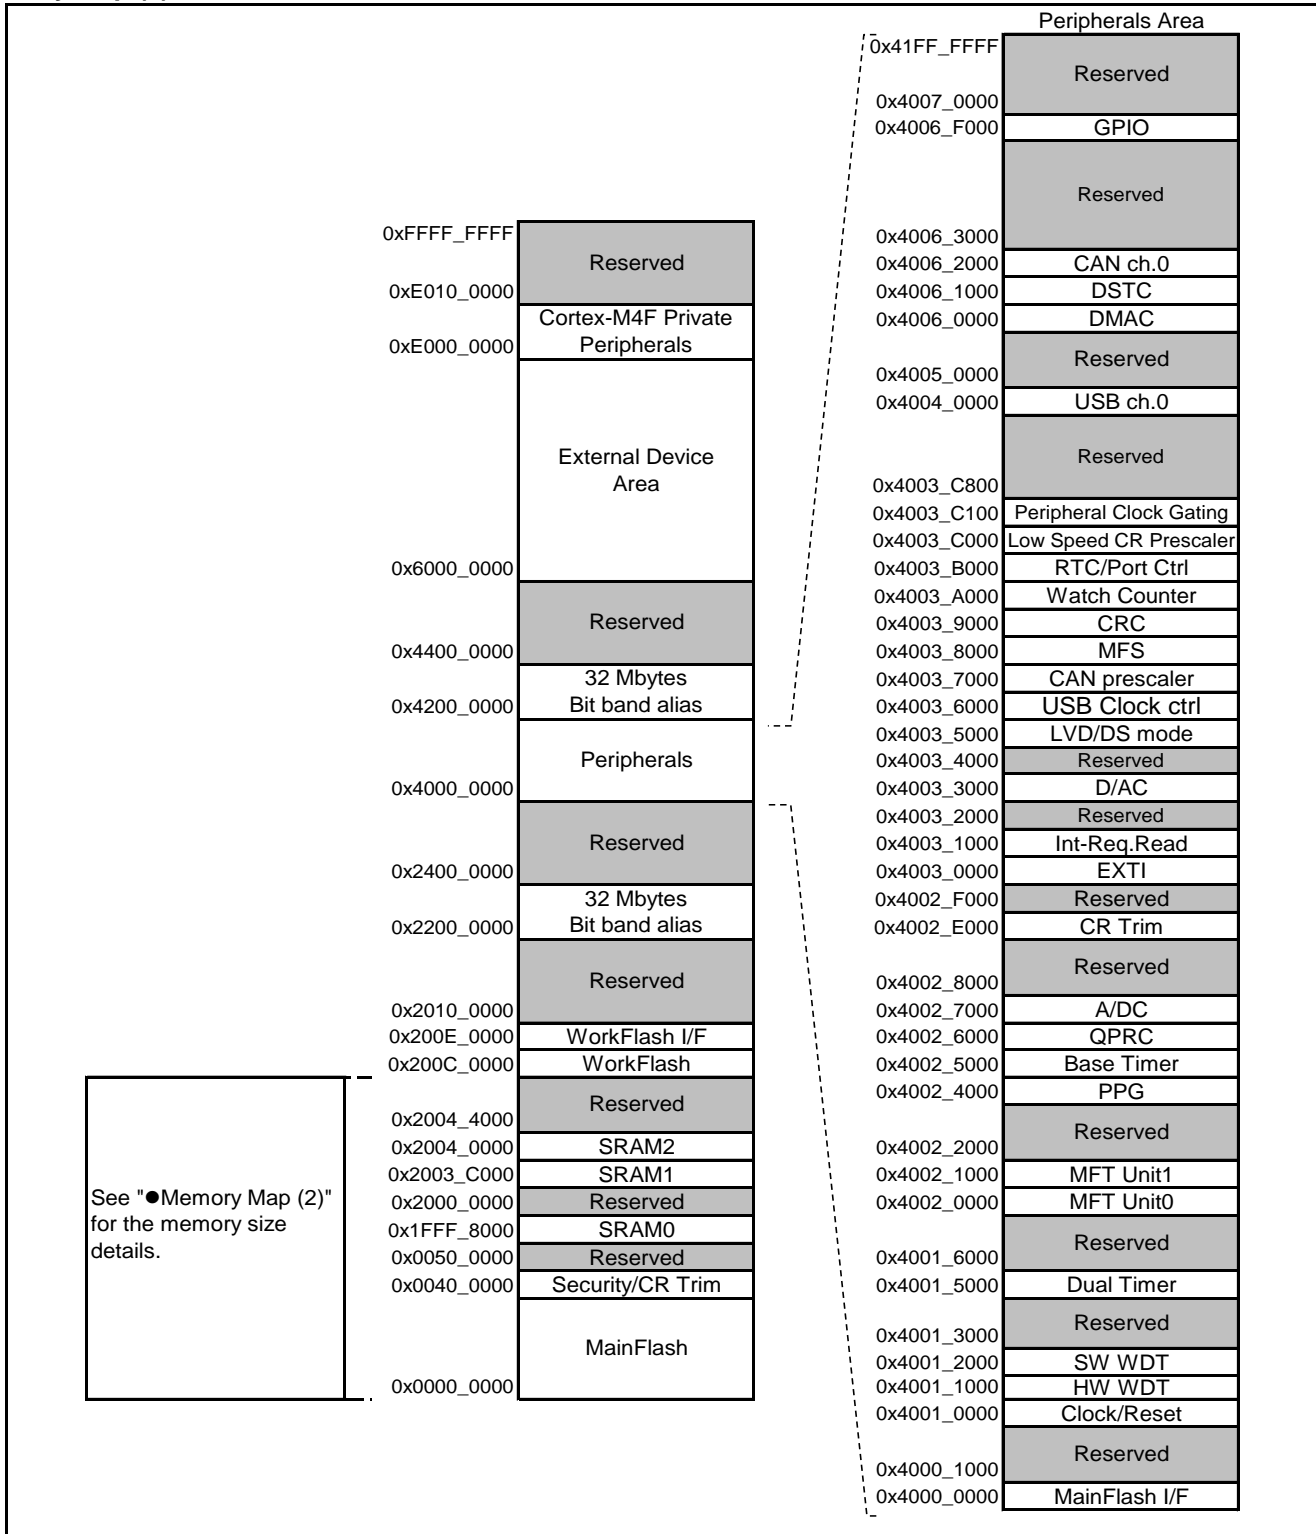 0xFFFF_FFFF
Reserved
0xE010_0000
Cortex-M4F Private
Peripherals
0xE000_0000
External Device
Area
0x6000_0000
Reserved
0x4400_0000
32 Mbytes
Bit band alias
0x4200_0000
Peripherals
0x4000_0000
Reserved
0x2400_0000
32 Mbytes
Bit band alias
0x2200_0000
Reserved
0x2010_0000
0x200E_0000 WorkFlash I/F
0x200C_0000 WorkFlash
Reserved
0x2004_4000
0x2004_0000 SRAM2
0x2003_C000 SRAM1
0x2000_0000 Reserved
0x1FFF_8000 SRAM0
0x0050_0000 Reserved
0x0040_0000 Security/CR Trim
MainFlash
0x0000_0000
See "●Memory Map (2)"
for the memory size
details.
Peripherals Area
0x41FF_FFFF
Reserved
0x4007_0000
0x4006_F000 GPIO
Reserved
0x4006_3000
0x4006_2000 CAN ch.0
0x4006_1000 DSTC
0x4006_0000 DMAC
Reserved
0x4005_0000
0x4004_0000 USB ch.0
Reserved
0x4003_C800
0x4003_C100 Peripheral Clock Gating
0x4003_C000 Low Speed CR Prescaler
0x4003_B000 RTC/Port Ctrl
0x4003_A000 Watch Counter
0x4003_9000 CRC
0x4003_8000 MFS
0x4003_7000 CAN prescaler
0x4003_6000 USB Clock ctrl
0x4003_5000 LVD/DS mode
0x4003_4000 Reserved
0x4003_3000 D/AC
0x4003_2000 Reserved
0x4003_1000 Int-Req.Read
0x4003_0000 EXTI
0x4002_F000 Reserved
0x4002_E000 CR Trim
Reserved
0x4002_8000
0x4002_7000 A/DC
0x4002_6000 QPRC
0x4002_5000 Base Timer
0x4002_4000 PPG
Reserved
0x4002_2000
0x4002_1000 MFT Unit1
0x4002_0000 MFT Unit0
Reserved
0x4001_6000
0x4001_5000 Dual Timer
Reserved
0x4001_3000
0x4001_2000 SW WDT
0x4001_1000 HW WDT
0x4001_0000 Clock/Reset
Reserved
0x4000_1000
0x4000_0000 MainFlash I/F